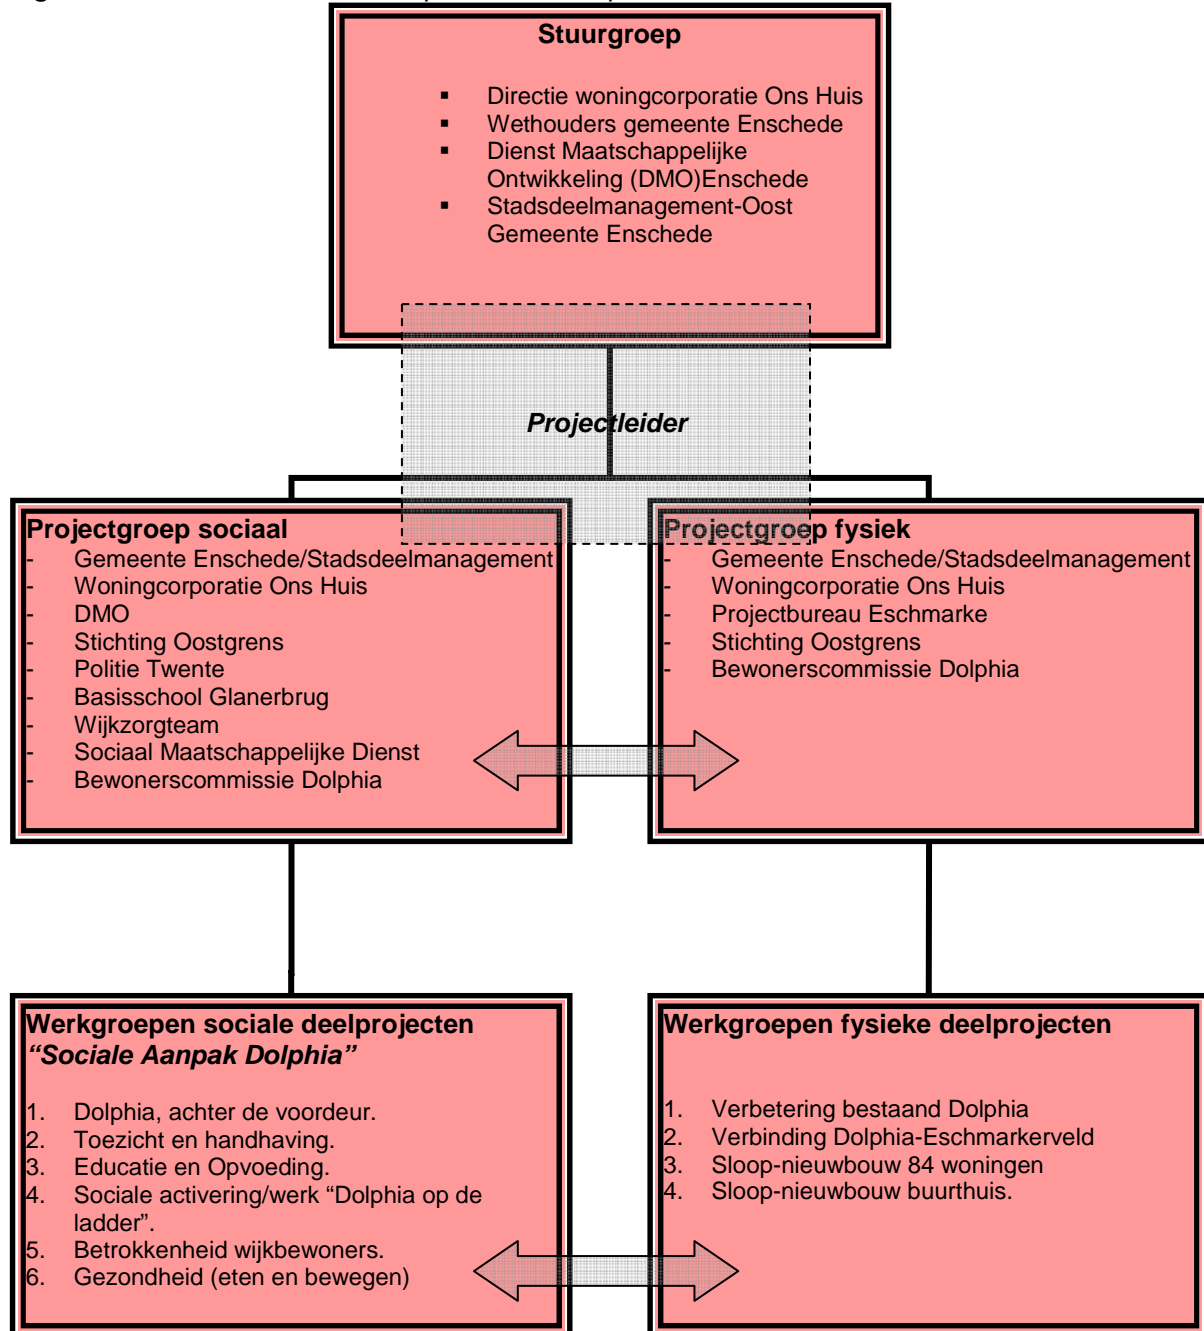 Stuurgroep
▪ Directie woningcorporatie Ons Huis
▪ Wethouders gemeente Enschede
▪ Dienst Maatschappelijke
Ontwikkeling (DMO)Enschede
▪ Stadsdeelmanagement-Oost
Gemeente Enschede
Projectleider
Projectgroep sociaal
- Gemeente Enschede/Stadsdeelmanagement
- Woningcorporatie Ons Huis
- DMO
- Stichting Oostgrens
- Politie Twente
- Basisschool Glanerbrug
- Wijkzorgteam
- Sociaal Maatschappelijke Dienst
- Bewonerscommissie Dolphia
Projectgroep fysiek
- Gemeente Enschede/Stadsdeelmanagement
- Woningcorporatie Ons Huis
- Projectbureau Eschmarke
- Stichting Oostgrens
- Bewonerscommissie Dolphia
Werkgroepen sociale deelprojecten
“Sociale Aanpak Dolphia”
1. Dolphia, achter de voordeur.
2. Toezicht en handhaving.
3. Educatie en Opvoeding.
4. Sociale activering/werk “Dolphia op de
ladder”.
5. Betrokkenheid wijkbewoners.
6. Gezondheid (eten en bewegen)
Werkgroepen fysieke deelprojecten
1. Verbetering bestaand Dolphia
2. Verbinding Dolphia-Eschmarkerveld
3. Sloop-nieuwbouw 84 woningen
4. Sloop-nieuwbouw buurthuis.